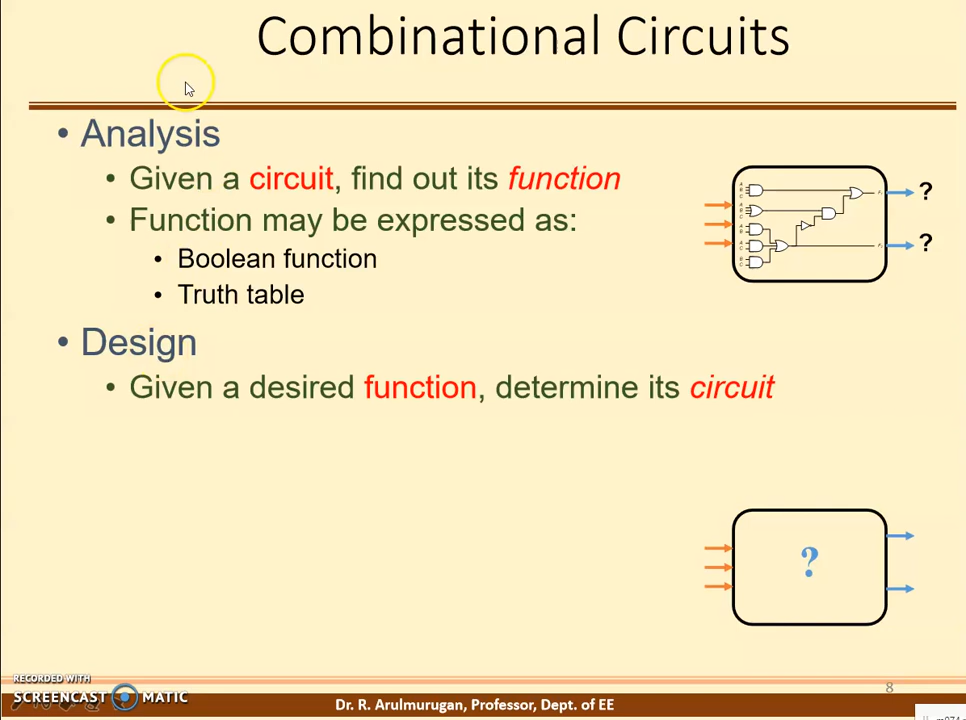 Combinational Circuits
• Analysis
• Given a circuit, find out its function
• Function may be expressed as:
• Boolean function
• Truth table
• Design
• Given a desired function, determine its circuit
?
?
?
8
RECORDED WITH
SCREENCAST MATIC
Dr. R. Arulmurugan, Professor, Dept. of EE